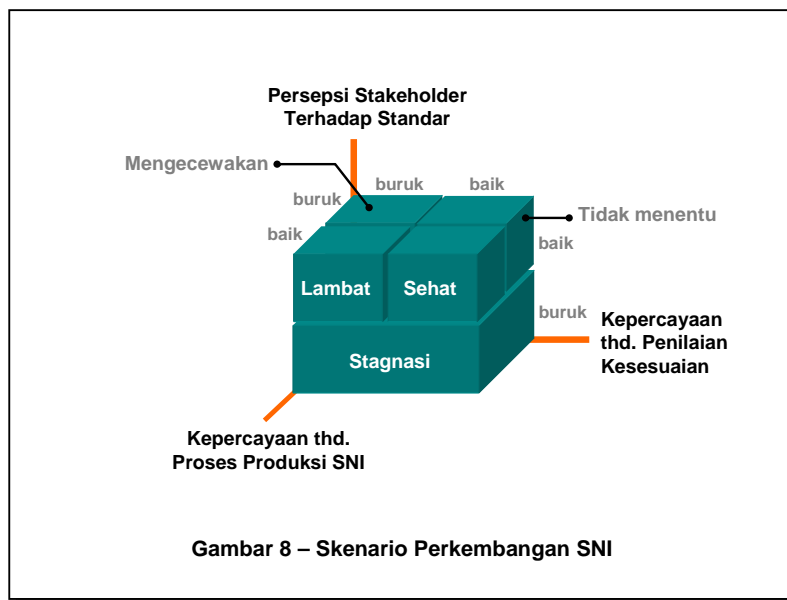 Persepsi Stakeholder
Terhadap Standar
Mengecewakan
buruk
baik
buruk
Tidak menentu
baik
baik
Lambat
Sehat
buruk
Kepercayaan
thd. Penilaian
Kesesuaian
Stagnasi
Kepercayaan thd.
Proses Produksi SNI
Gambar 8 – Skenario Perkembangan SNI